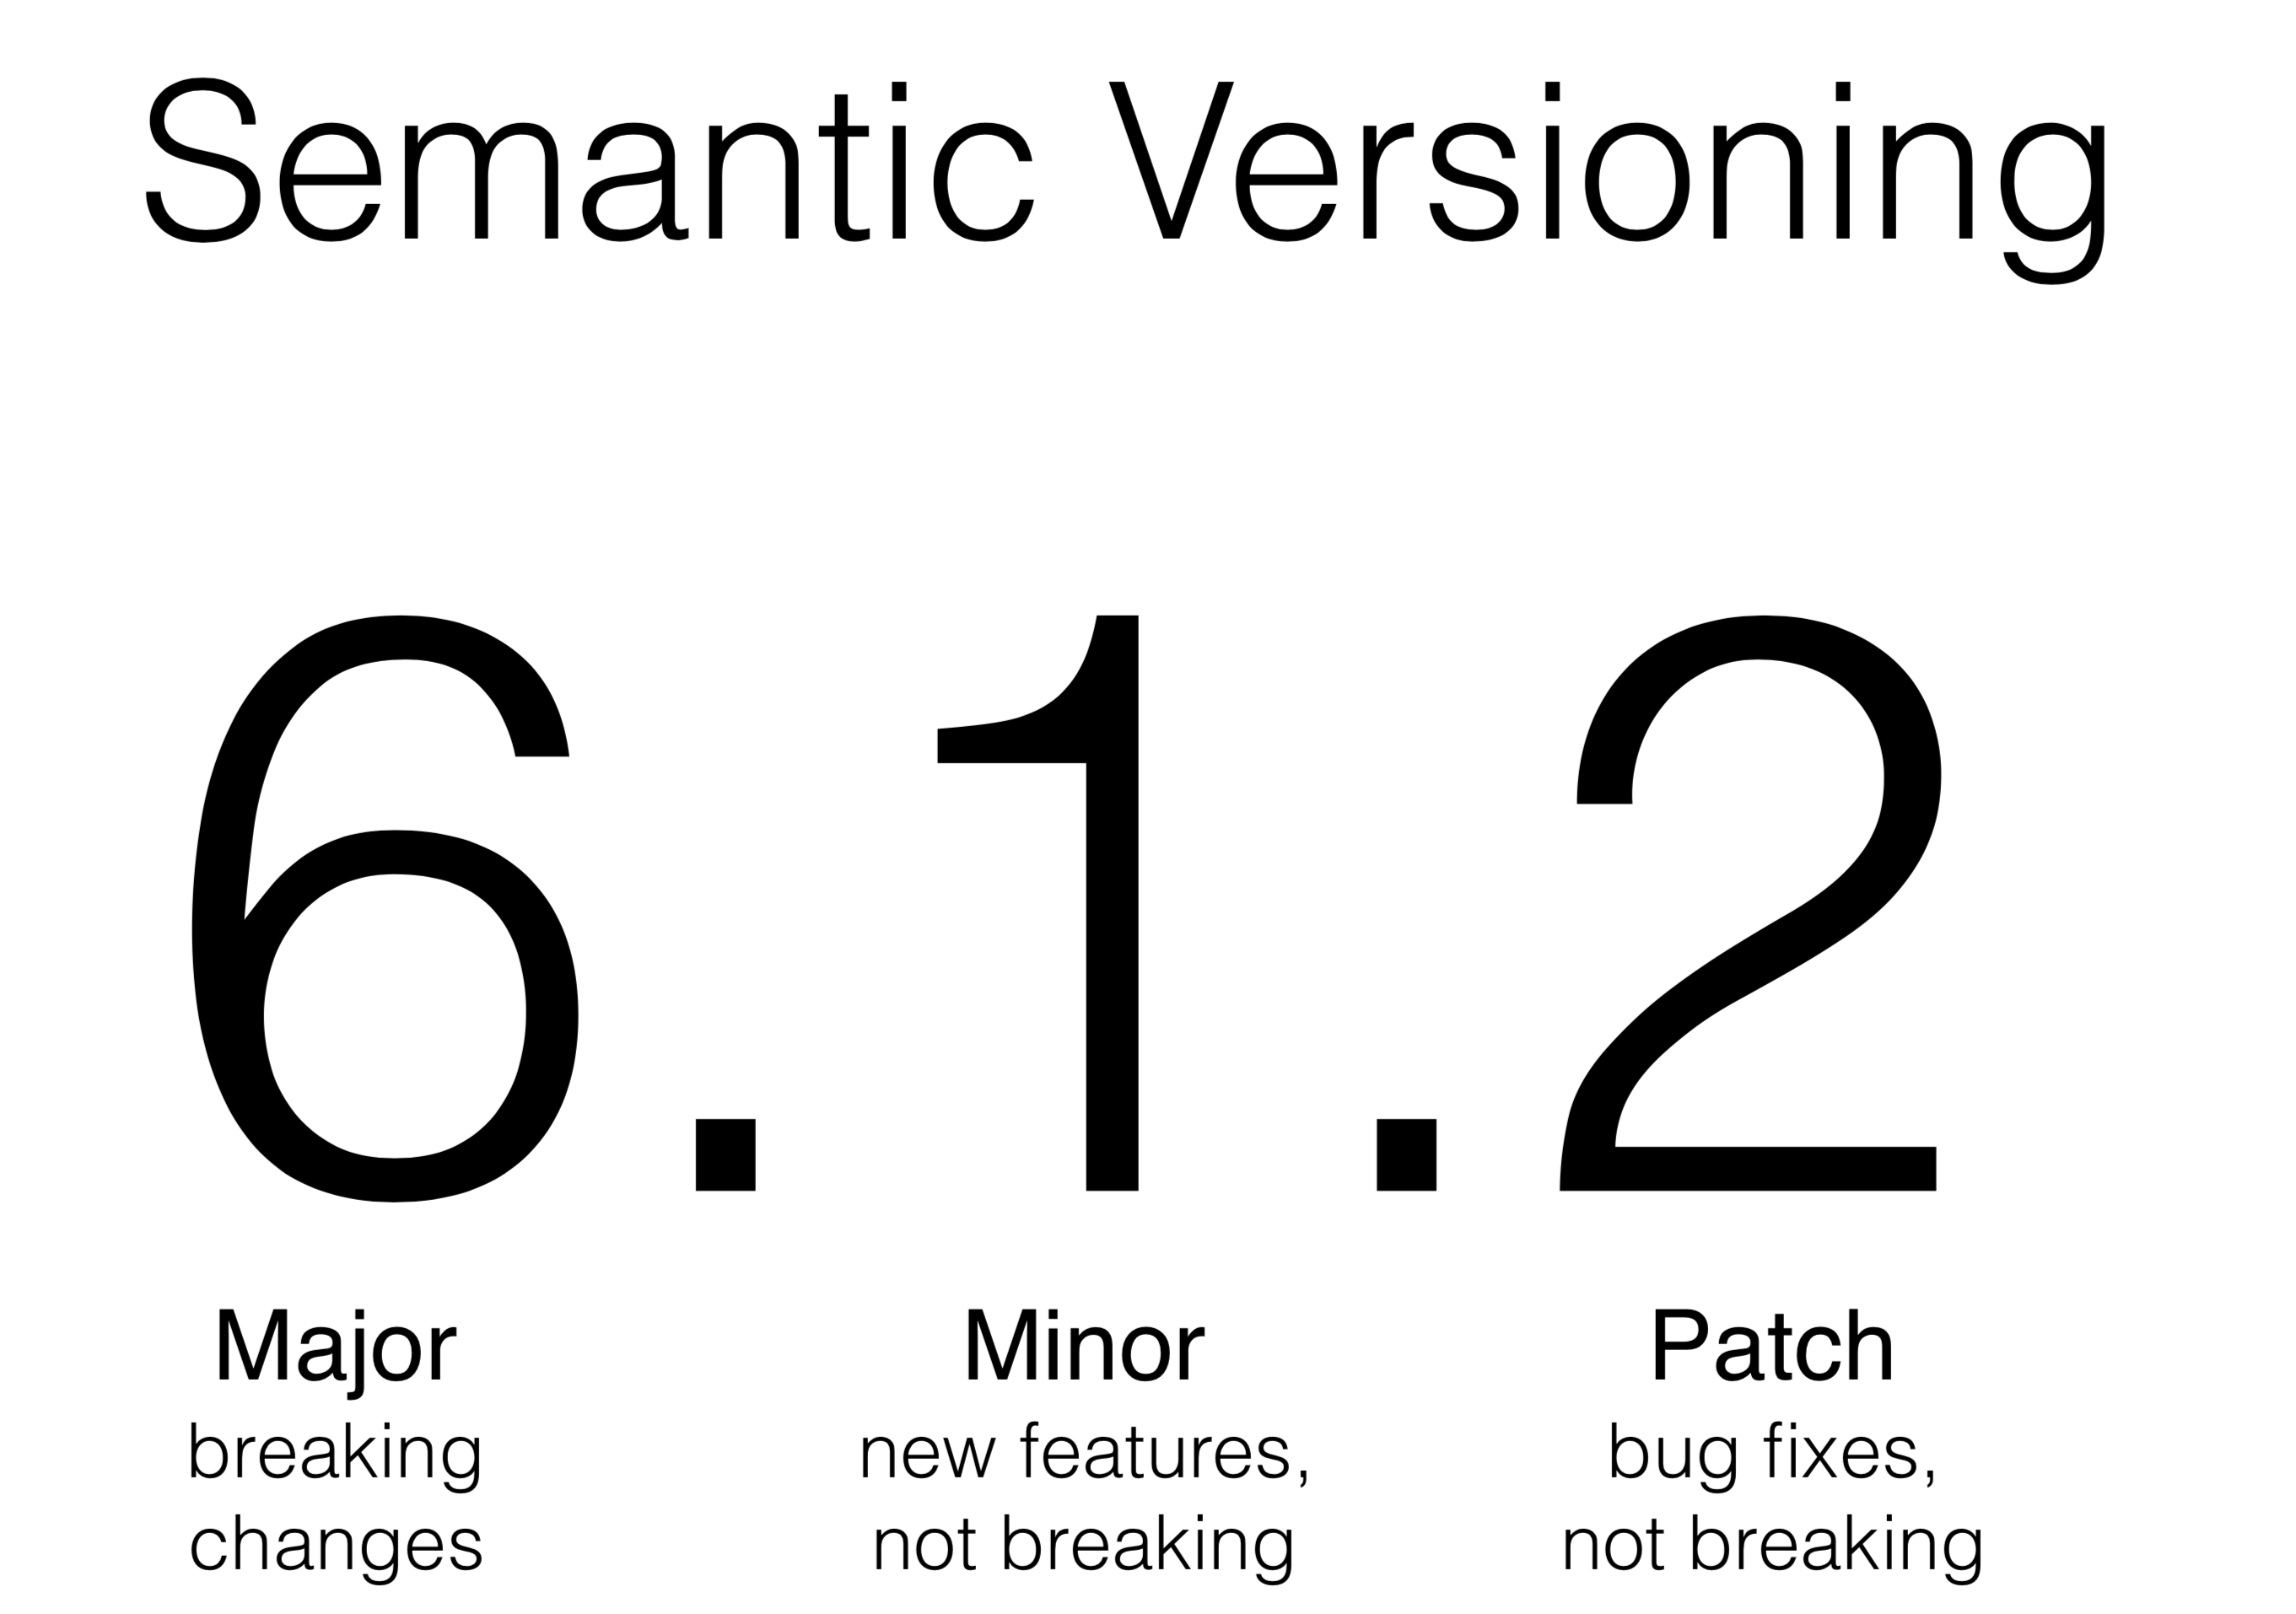 Semantic Versioning
6.1.2
Major Minor Patch
breaking new features, bug fixes,
changes not breaking not breaking